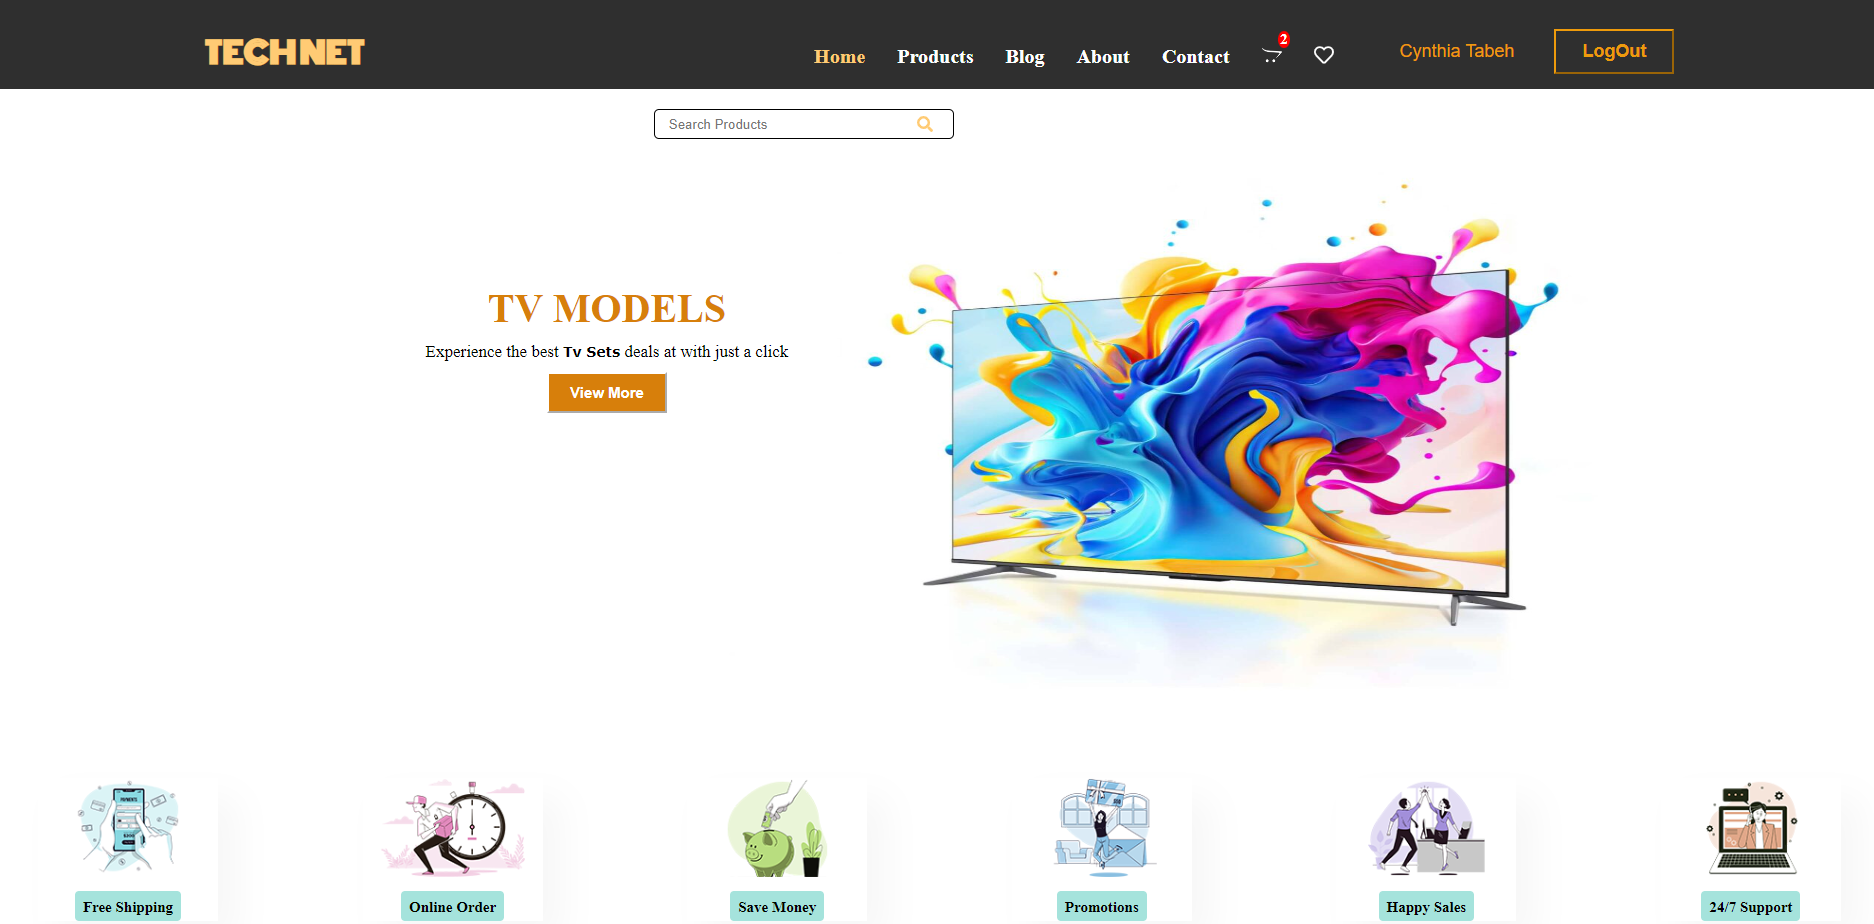 TECHNET
Home Products Blog About Contact 2 Cynthia Tabeh LogOut
Search Products
TV MODELS
Experience the best Tv Sets deals at with just a click
View More
PAYMENTS
Free Shipping Online Order Save Money Promotions Happy Sales 24/7 Support